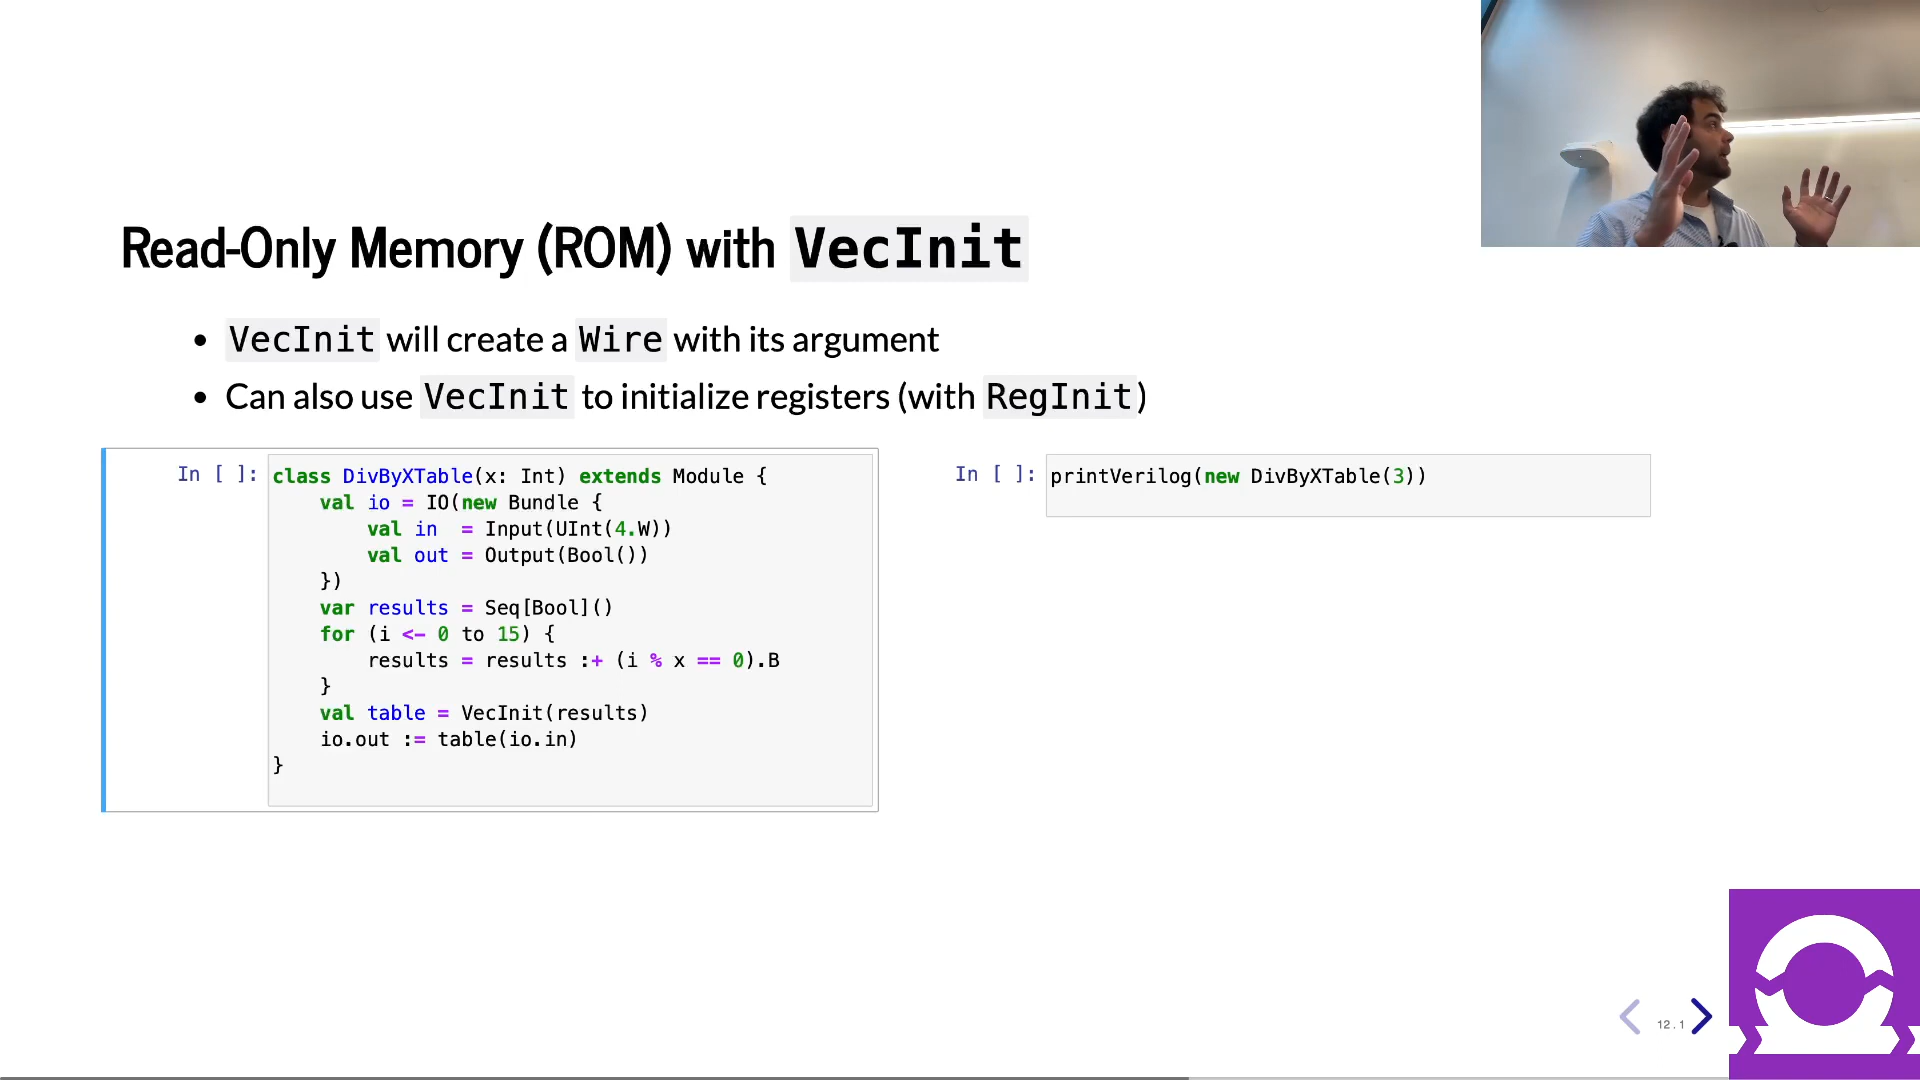 Read-Only Memory (ROM) with VecInit
• VecInit will create a Wire with its argument
• Can also use VecInit to initialize registers (with RegInit)
In [ ]:
class DivByXTable(x: Int) extends Module {
    val io = IO(new Bundle {
        val in  = Input(UInt(4.W))
        val out = Output(Bool())
    })
    var results = Seq[Bool]()
    for (i <- 0 to 15) {
        results = results :+ (i % x == 0).B
    }
    val table = VecInit(results)
    io.out := table(io.in)
}
In [ ]:
printVerilog(new DivByXTable(3))
12.1